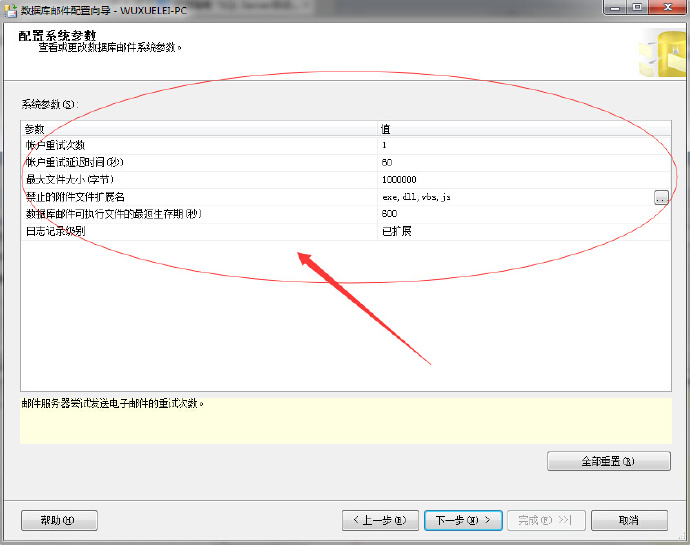 数据库邮件配置向导 - WUXUELEI-PC
配置系统参数
查看或更改数据库邮件系统参数。
系统参数(S):
参数 值
帐户重试次数 1
帐户重试延迟时间(秒) 60
最大文件大小(字节) 1000000
禁止的附件文件扩展名 exe,dll,vbs,js ...
数据库邮件可执行文件的最短生存期(秒) 600
日志记录级别 已扩展
邮件服务器尝试发送电子邮件的重试次数。
全部重置(R)
帮助(H) < 上一步(B) 下一步(N) > 完成(F) >>| 取消